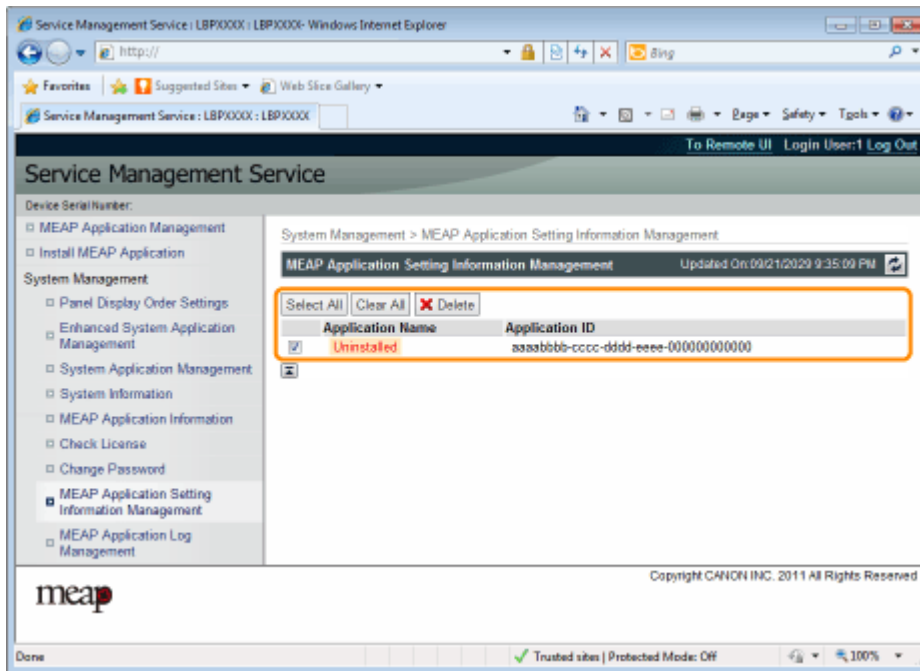 Service Management Service : LBPXXXX : LBPXXXX- Windows Internet Explorer
http://
Bing
Favorites Suggested Sites Web Slice Gallery
Service Management Service : LBPXXXX : LBPXXXX
Page Safety Tools
To Remote UI Login User:1 Log Out
Service Management Service
Device Serial Number:
MEAP Application Management
Install MEAP Application
System Management
Panel Display Order Settings
Enhanced System Application
Management
System Application Management
System Information
MEAP Application Information
Check License
Change Password
MEAP Application Setting
Information Management
MEAP Application Log
Management
System Management > MEAP Application Setting Information Management
MEAP Application Setting Information Management Updated On:09/21/2029 9:35:09 PM
Select All Clear All Delete
Application Name Application ID
Uninstalled aaaabbbb-cccc-dddd-eeee-000000000000
Copyright CANON INC. 2011 All Rights Reserved
meap
Done Trusted sites | Protected Mode: Off 100%